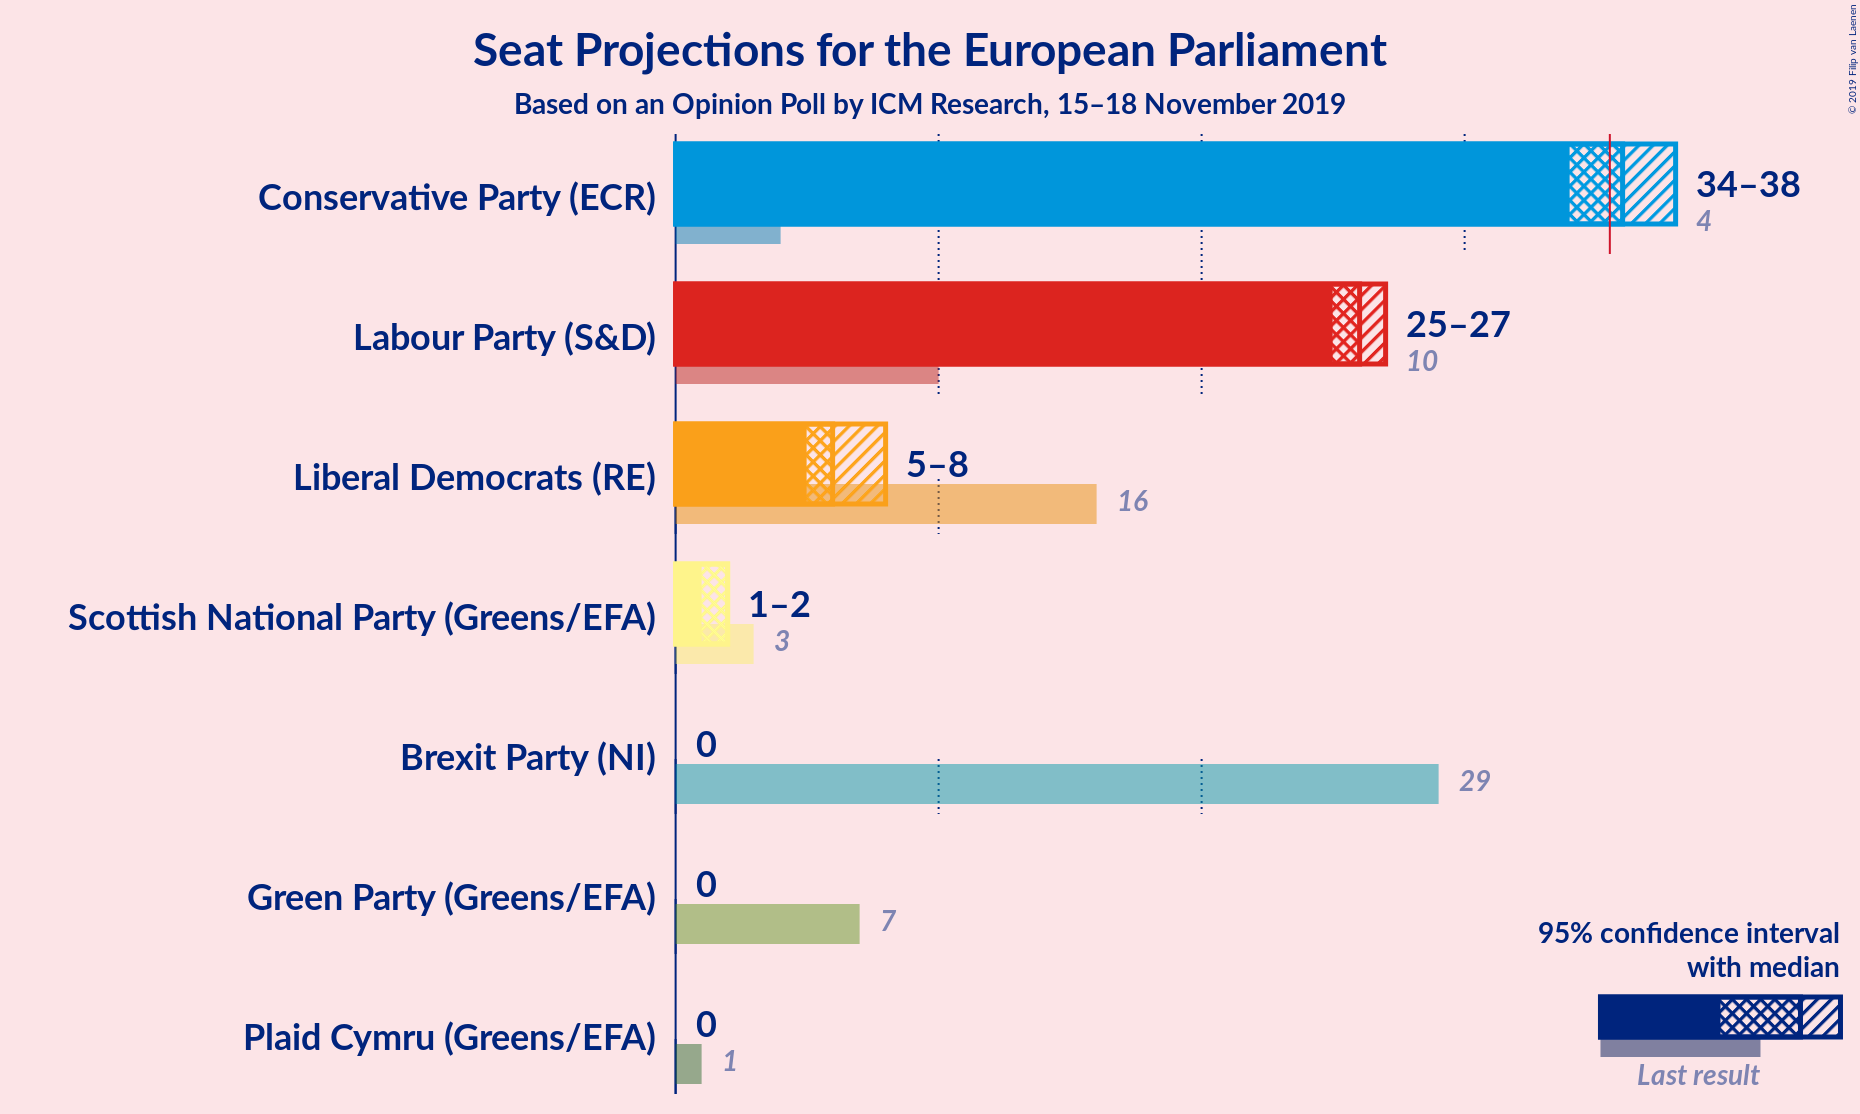 Seat Projections for the European Parliament
Based on an Opinion Poll by ICM Research, 15–18 November 2019
© 2019 Filip van Laenen
Conservative Party (ECR)
34–38
4
Labour Party (S&D)
25–27
10
Liberal Democrats (RE)
5–8
16
Scottish National Party (Greens/EFA)
1–2
3
Brexit Party (NI)
0
29
Green Party (Greens/EFA)
0
7
Plaid Cymru (Greens/EFA)
0
1
95% confidence interval
with median
Last result